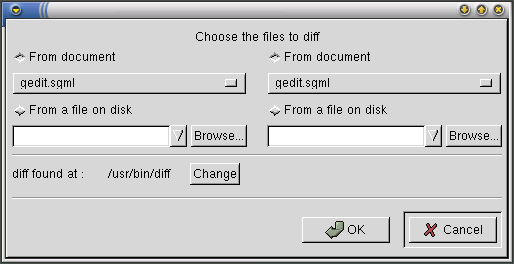 Choose the files to diff
From document From document
gedit.sgml gedit.sgml
From a file on disk From a file on disk
Browse... Browse...
diff found at : /usr/bin/diff Change
OK Cancel